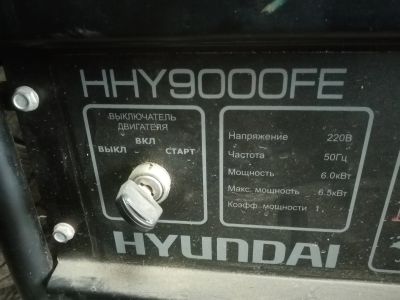 HHY9000FE
ВЫКЛЮЧАТЕЛЬ
ДВИГАТЕЛЯ
ВКЛ
ВЫКЛ СТАРТ
Напряжение 220В
Частота 50Гц
Мощность 6.0кВт
Макс. мощность 6.5кВт
Коэфф. мощности 1
HYUNDAI